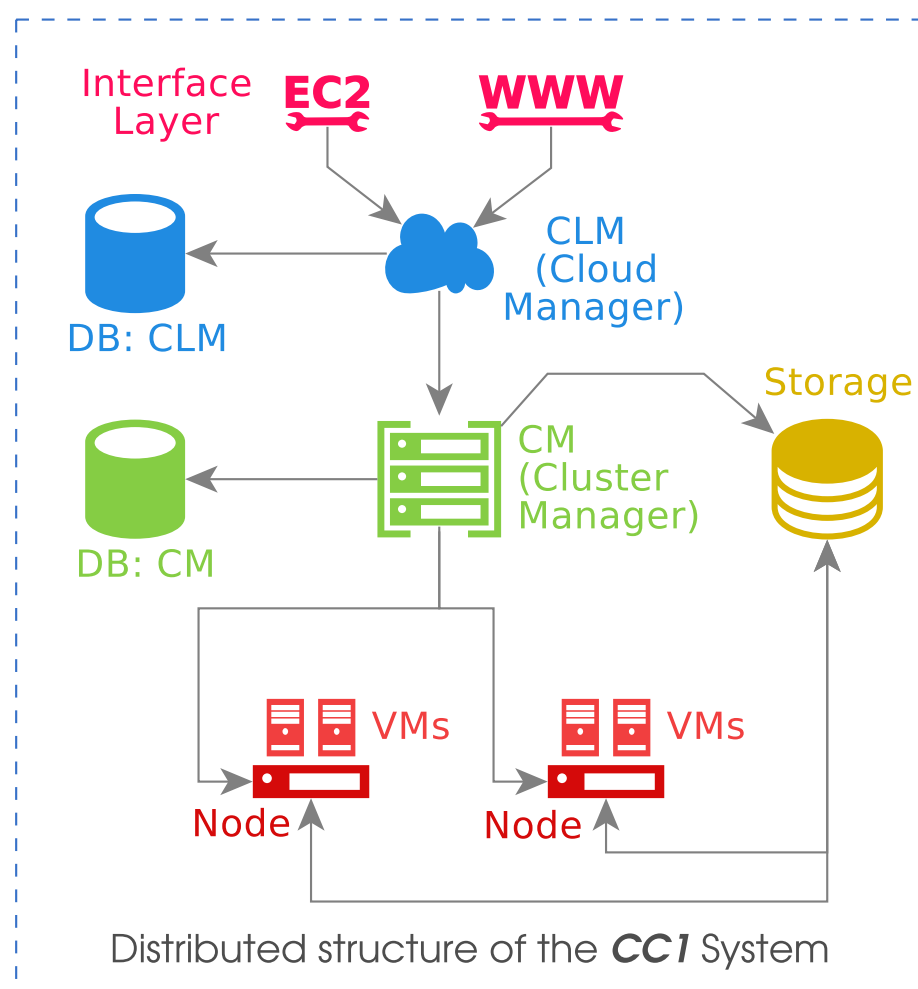 Interface
Layer
EC2
WWW
CLM
(Cloud
Manager)
DB: CLM
Storage
CM
(Cluster
Manager)
DB: CM
VMs
VMs
Node
Node
Distributed structure of the CC1 System